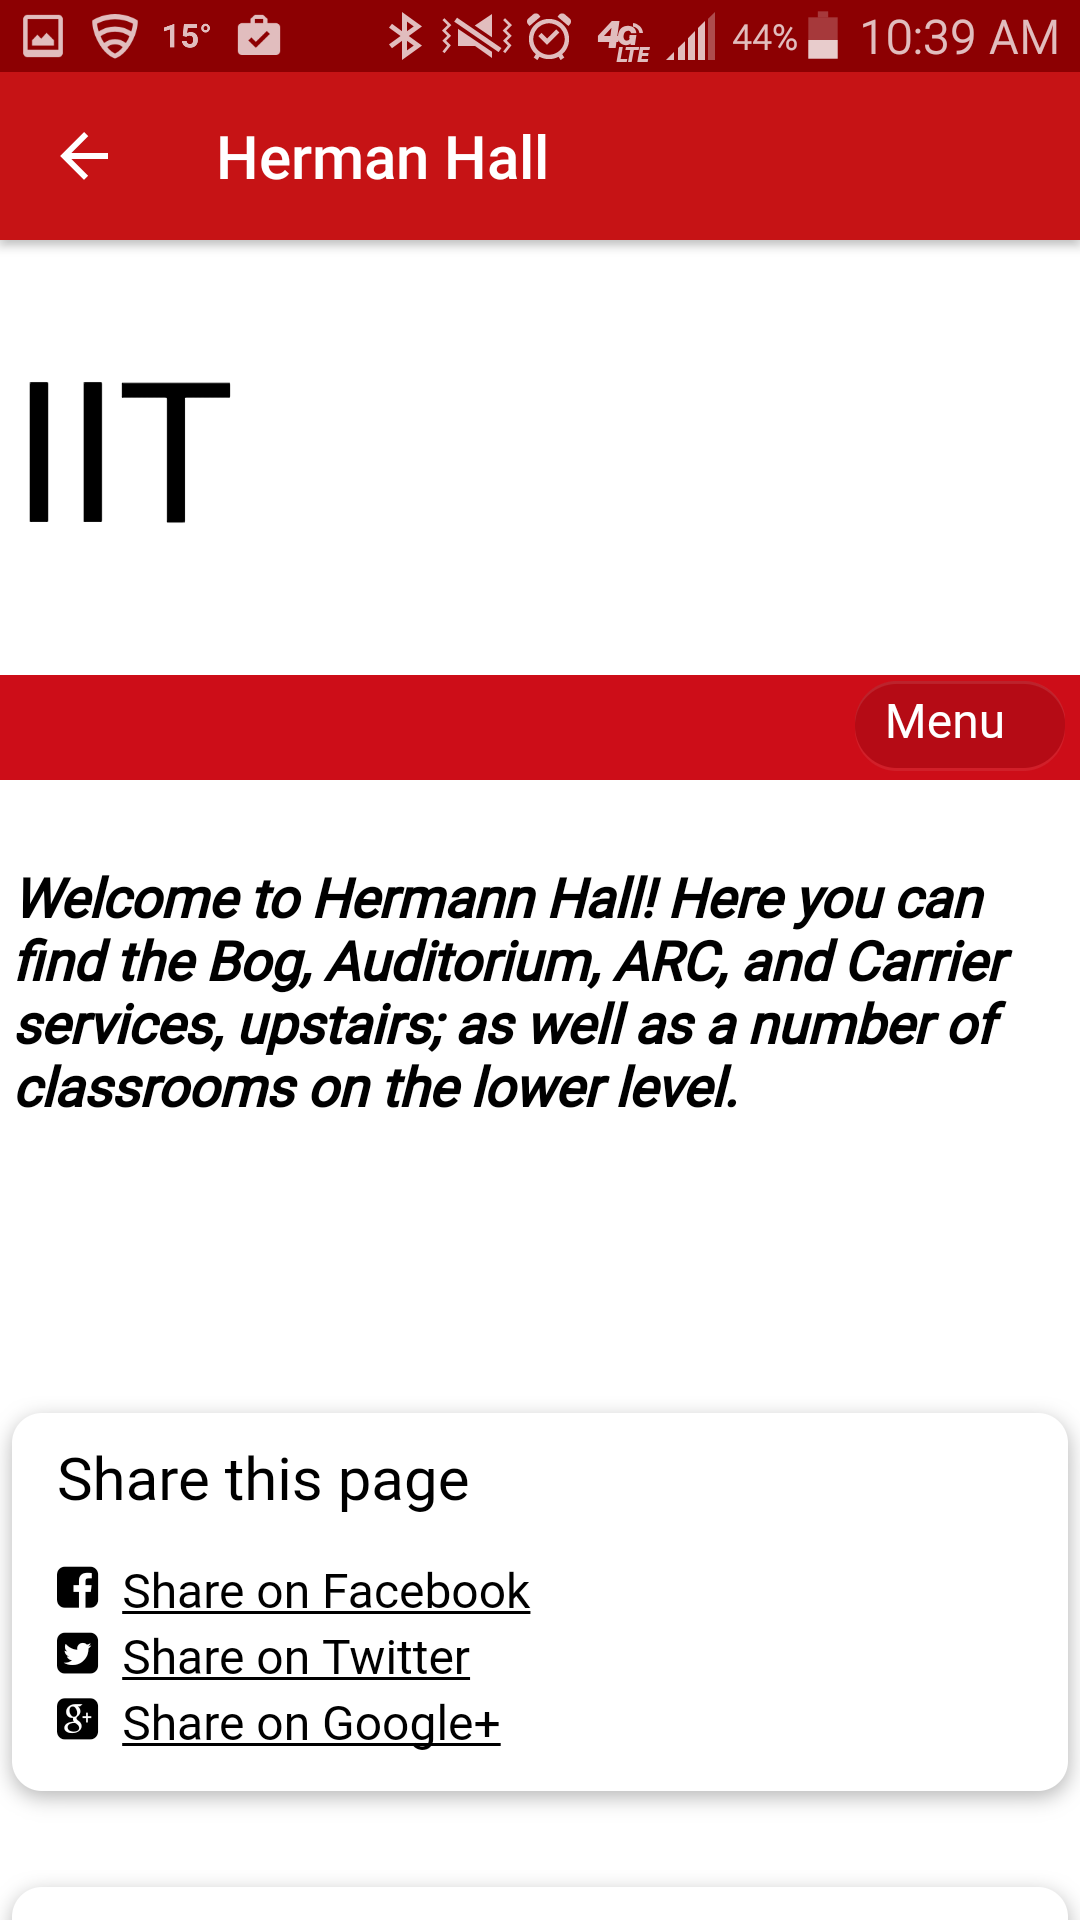 15° 4G LTE 44% 10:39 AM
Herman Hall
IIT
Menu
Welcome to Hermann Hall! Here you can
find the Bog, Auditorium, ARC, and Carrier
services, upstairs; as well as a number of
classrooms on the lower level.
Share this page
Share on Facebook
Share on Twitter
g+ Share on Google+